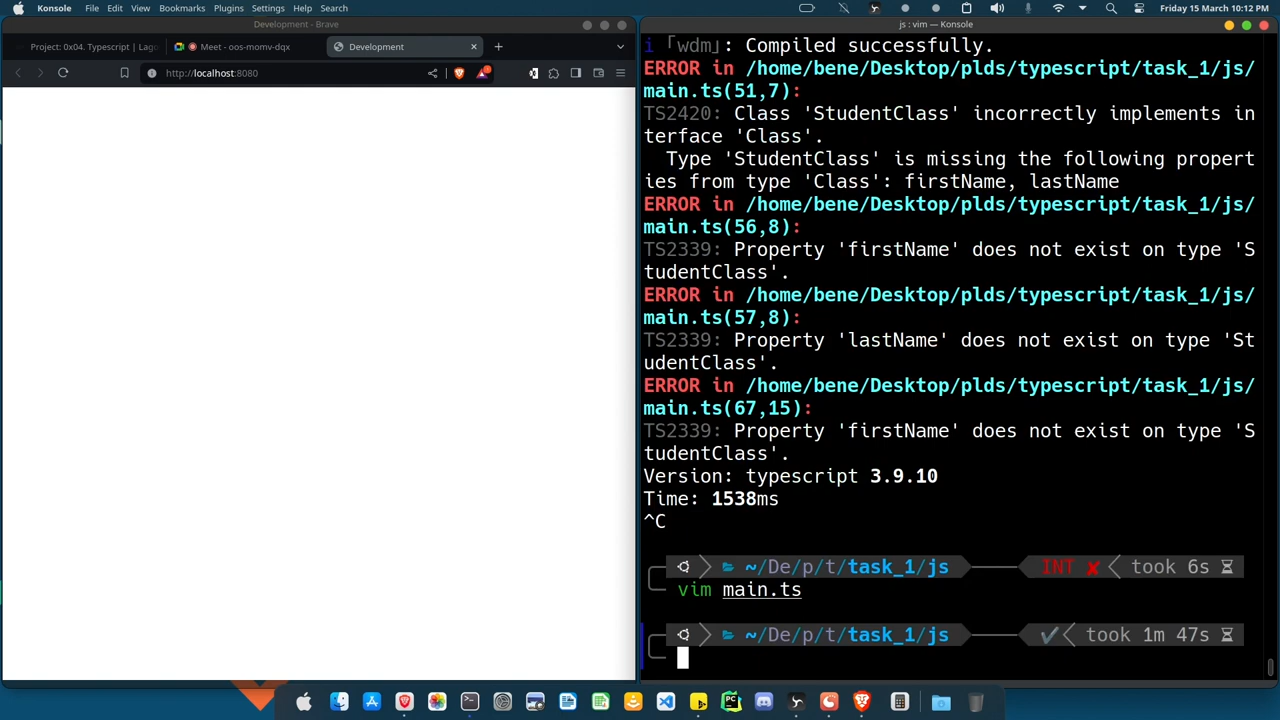 Konsole File Edit View Bookmarks Plugins Settings Help Search Friday 15 March 10:12 PM
Development - Brave
js : vim — Konsole
Project: 0x04. Typescript | Lago
Meet - oos-momv-dqx
Development
http://localhost:8080
i ｢wdm｣: Compiled successfully.
ERROR in /home/bene/Desktop/plds/typescript/task_1/js/
main.ts(51,7):
TS2420: Class 'StudentClass' incorrectly implements in
terface 'Class'.
Type 'StudentClass' is missing the following propert
ies from type 'Class': firstName, lastName
ERROR in /home/bene/Desktop/plds/typescript/task_1/js/
main.ts(56,8):
TS2339: Property 'firstName' does not exist on type 'S
tudentClass'.
ERROR in /home/bene/Desktop/plds/typescript/task_1/js/
main.ts(57,8):
TS2339: Property 'lastName' does not exist on type 'St
udentClass'.
ERROR in /home/bene/Desktop/plds/typescript/task_1/js/
main.ts(67,15):
TS2339: Property 'firstName' does not exist on type 'S
tudentClass'.
Version: typescript 3.9.10
Time: 1538ms
^C
~/De/p/t/task_1/js INT ✘ took 6s
vim main.ts
~/De/p/t/task_1/js ✔ took 1m 47s